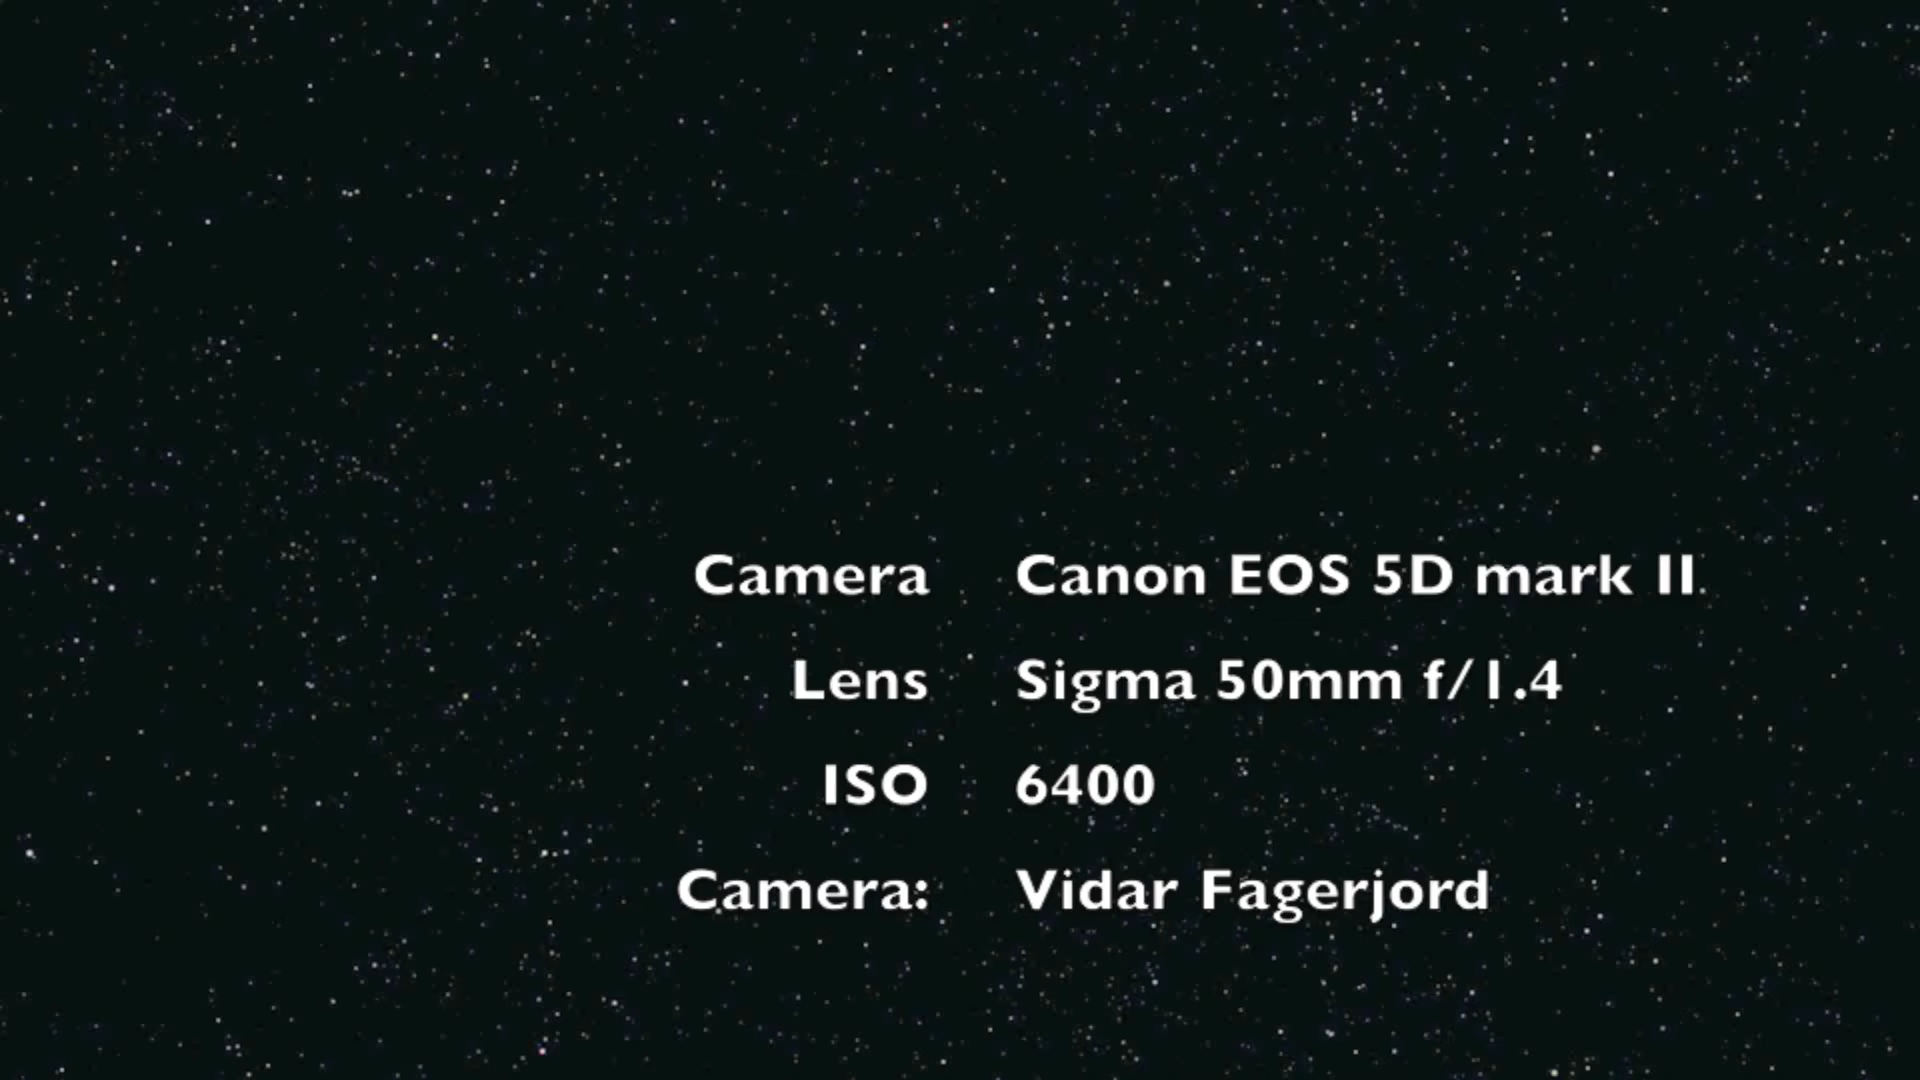 Camera Canon EOS 5D mark II
Lens Sigma 50mm f/1.4
ISO 6400
Camera: Vidar Fagerjord